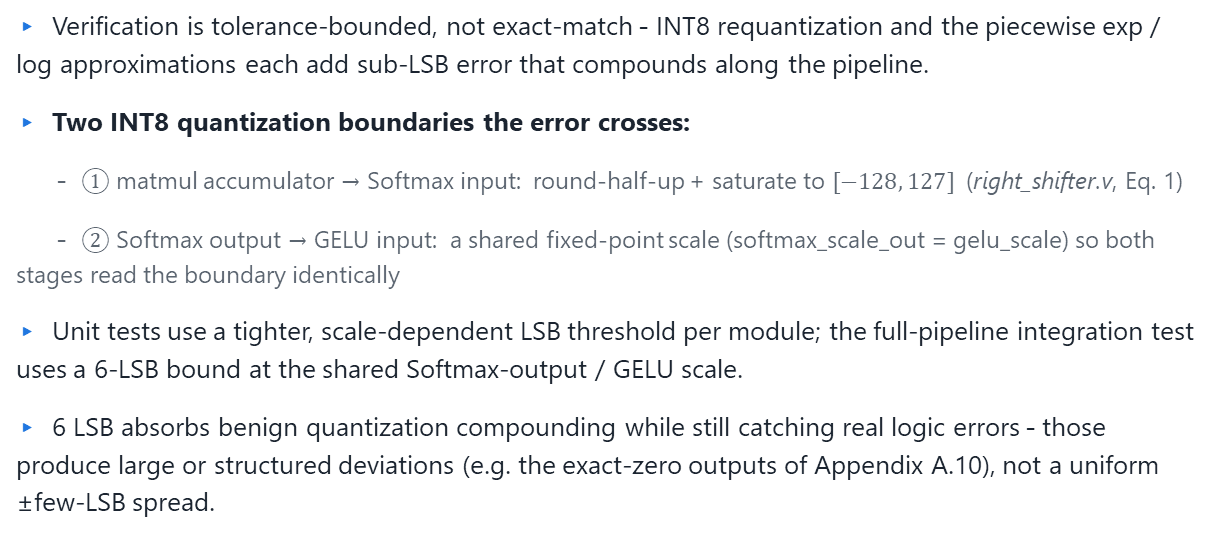 ▸ Verification is tolerance-bounded, not exact-match - INT8 requantization and the piecewise exp /
log approximations each add sub-LSB error that compounds along the pipeline.
▸ Two INT8 quantization boundaries the error crosses:
- ① matmul accumulator → Softmax input: round-half-up + saturate to [−128, 127] (right_shifter.v, Eq. 1)
- ② Softmax output → GELU input: a shared fixed-point scale (softmax_scale_out = gelu_scale) so both
stages read the boundary identically
▸ Unit tests use a tighter, scale-dependent LSB threshold per module; the full-pipeline integration test
uses a 6-LSB bound at the shared Softmax-output / GELU scale.
▸ 6 LSB absorbs benign quantization compounding while still catching real logic errors - those
produce large or structured deviations (e.g. the exact-zero outputs of Appendix A.10), not a uniform
±few-LSB spread.